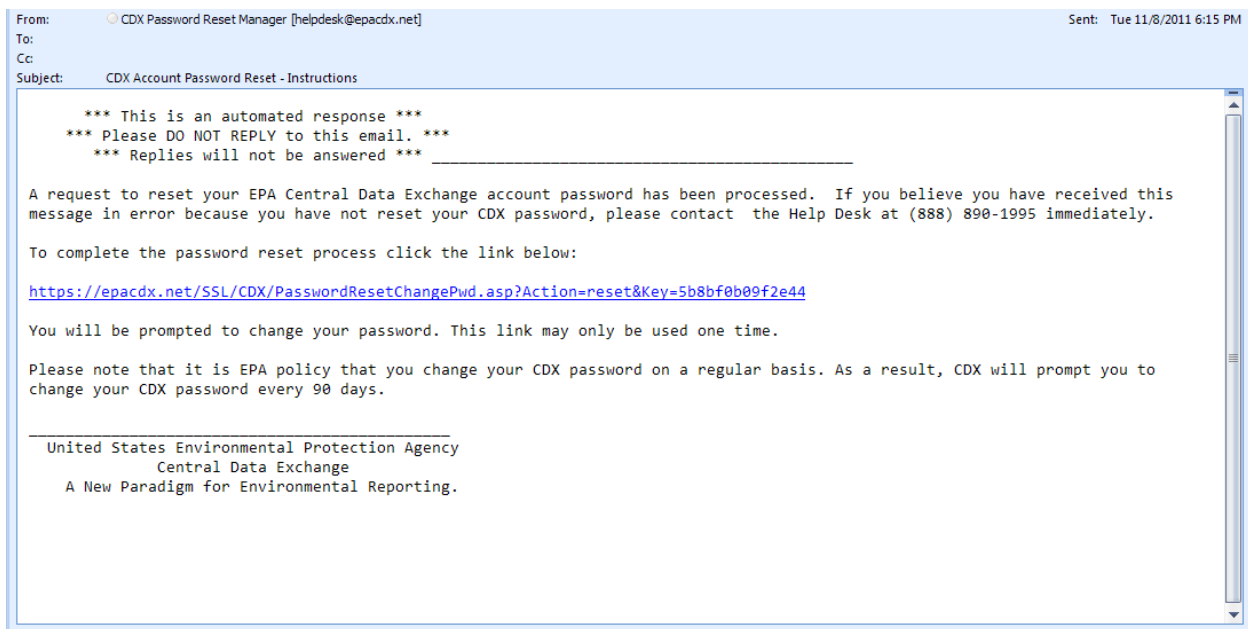 From: CDX Password Reset Manager [helpdesk@epacdx.net] Sent: Tue 11/8/2011 6:15 PM
To:
Cc:
Subject: CDX Account Password Reset - Instructions
*** This is an automated response ***
*** Please DO NOT REPLY to this email. ***
*** Replies will not be answered *** ______________________________________________
A request to reset your EPA Central Data Exchange account password has been processed.  If you believe you have received this
message in error because you have not reset your CDX password, please contact  the Help Desk at (888) 890-1995 immediately.
To complete the password reset process click the link below:
https://epacdx.net/SSL/CDX/PasswordResetChangePwd.asp?Action=reset&Key=5b8bf0b09f2e44
You will be prompted to change your password. This link may only be used one time.
Please note that it is EPA policy that you change your CDX password on a regular basis. As a result, CDX will prompt you to
change your CDX password every 90 days.
______________________________________________
United States Environmental Protection Agency
Central Data Exchange
A New Paradigm for Environmental Reporting.